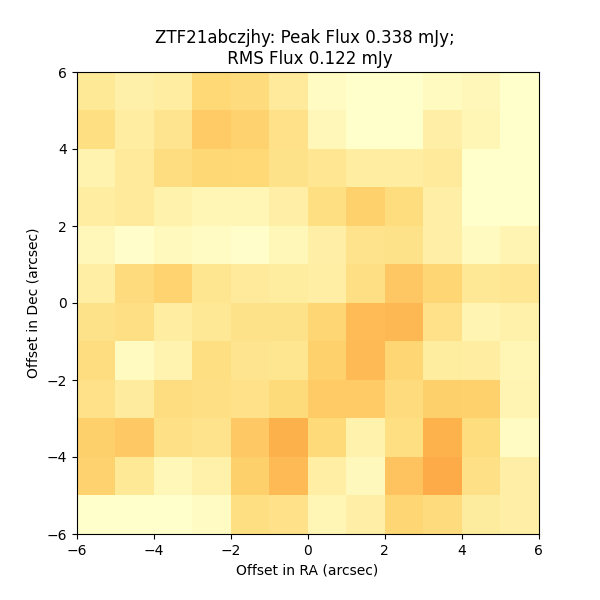 ZTF21abczjhy: Peak Flux 0.338 mJy;
RMS Flux 0.122 mJy
6
4
2
0
−2
−4
−6
Offset in Dec (arcsec)
−6 −4 −2 0 2 4 6
Offset in RA (arcsec)